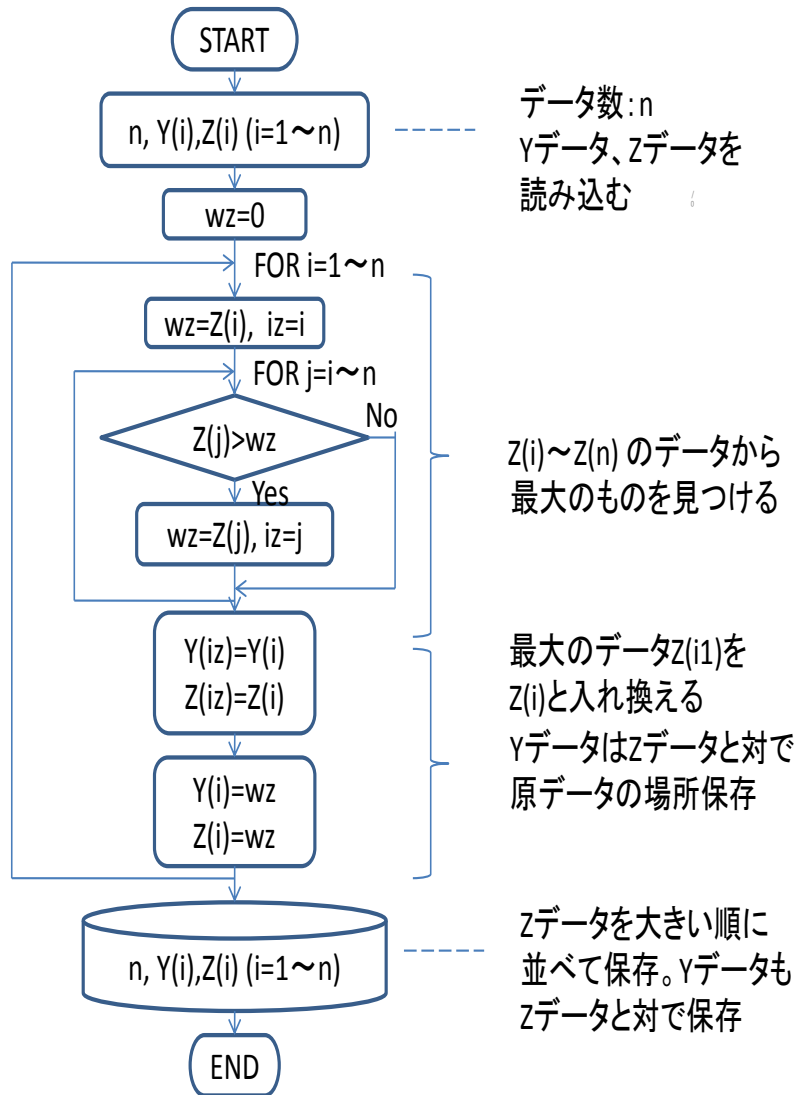 START
n, Y(i),Z(i) (i=1～n)
データ数：n
Yデータ、Zデータを
読み込む
wz=0
FOR i=1～n
wz=Z(i), iz=i
FOR j=i～n
No
Z(j)>wz
Yes
wz=Z(j), iz=j
Z(i)～Z(n) のデータから
最大のものを見つける
Y(iz)=Y(i)
Z(iz)=Z(i)
Y(i)=wz
Z(i)=wz
最大のデータZ(i1)を
Z(i)と入れ換える
Yデータはzデータと対で
原データの場所保存
n, Y(i),Z(i) (i=1～n)
Zデータを大きい順に
並べて保存。Yデータも
Zデータと対で保存
END